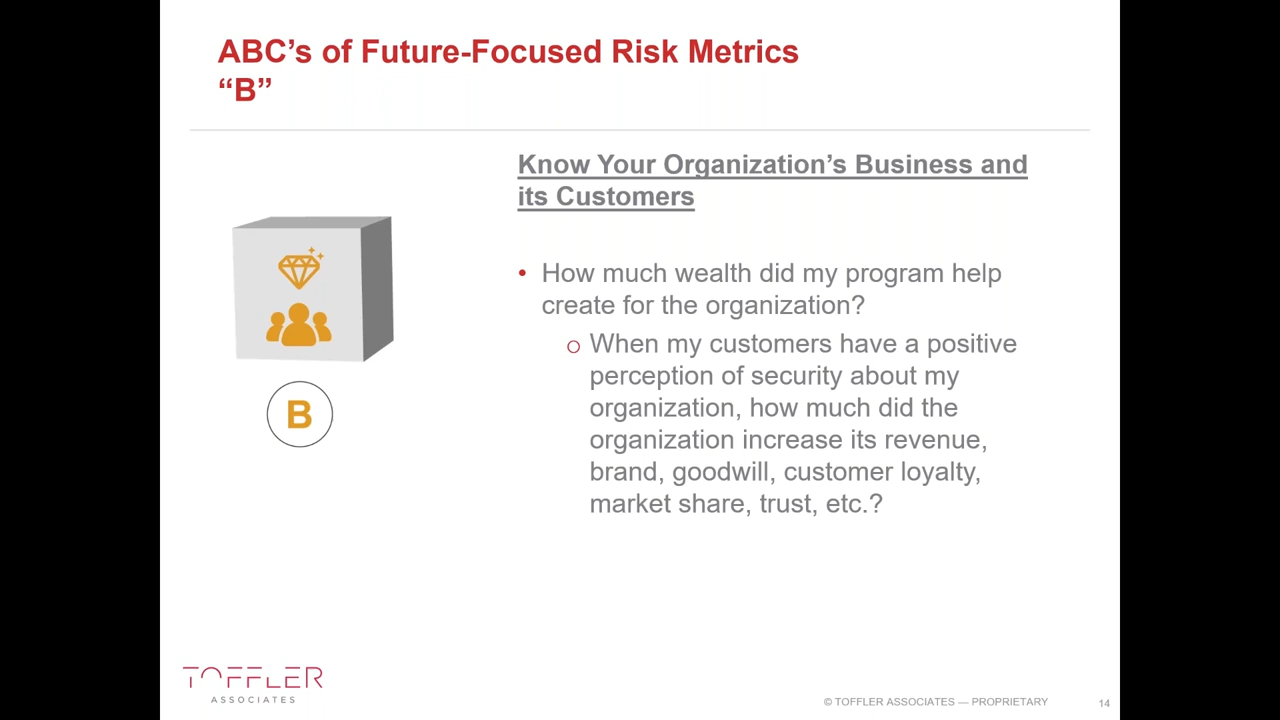 ABC’s of Future-Focused Risk Metrics
“B”
Know Your Organization’s Business and
its Customers
• How much wealth did my program help
create for the organization?
o When my customers have a positive
perception of security about my
organization, how much did the
organization increase its revenue,
brand, goodwill, customer loyalty,
market share, trust, etc.?
B
TOFFLER
ASSOCIATES
© TOFFLER ASSOCIATES — PROPRIETARY
14